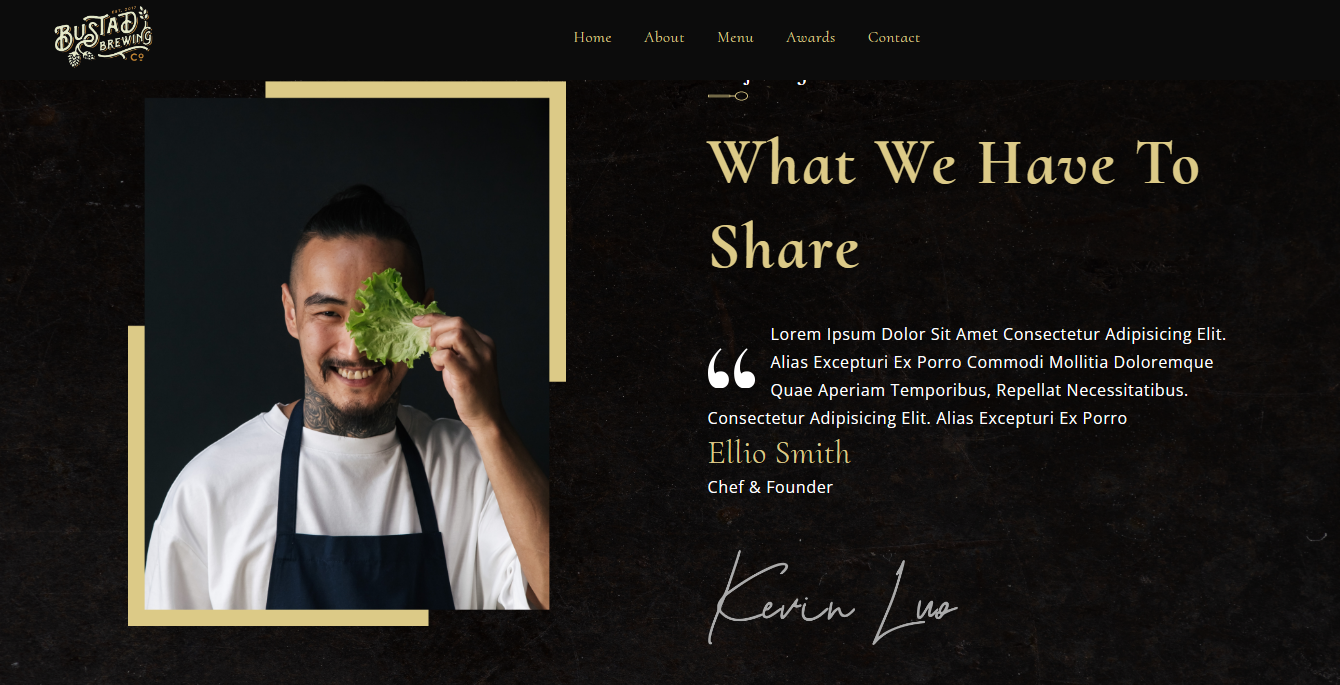 EST. 2017
BUSTAD
BREWING
CO
Home About Menu Awards Contact
What We Have To
Share
“
Lorem Ipsum Dolor Sit Amet Consectetur Adipisicing Elit.
Alias Excepturi Ex Porro Commodi Mollitia Doloremque
Quae Aperiam Temporibus, Repellat Necessitatibus.
Consectetur Adipisicing Elit. Alias Excepturi Ex Porro
Ellio Smith
Chef & Founder
Kevin Luo